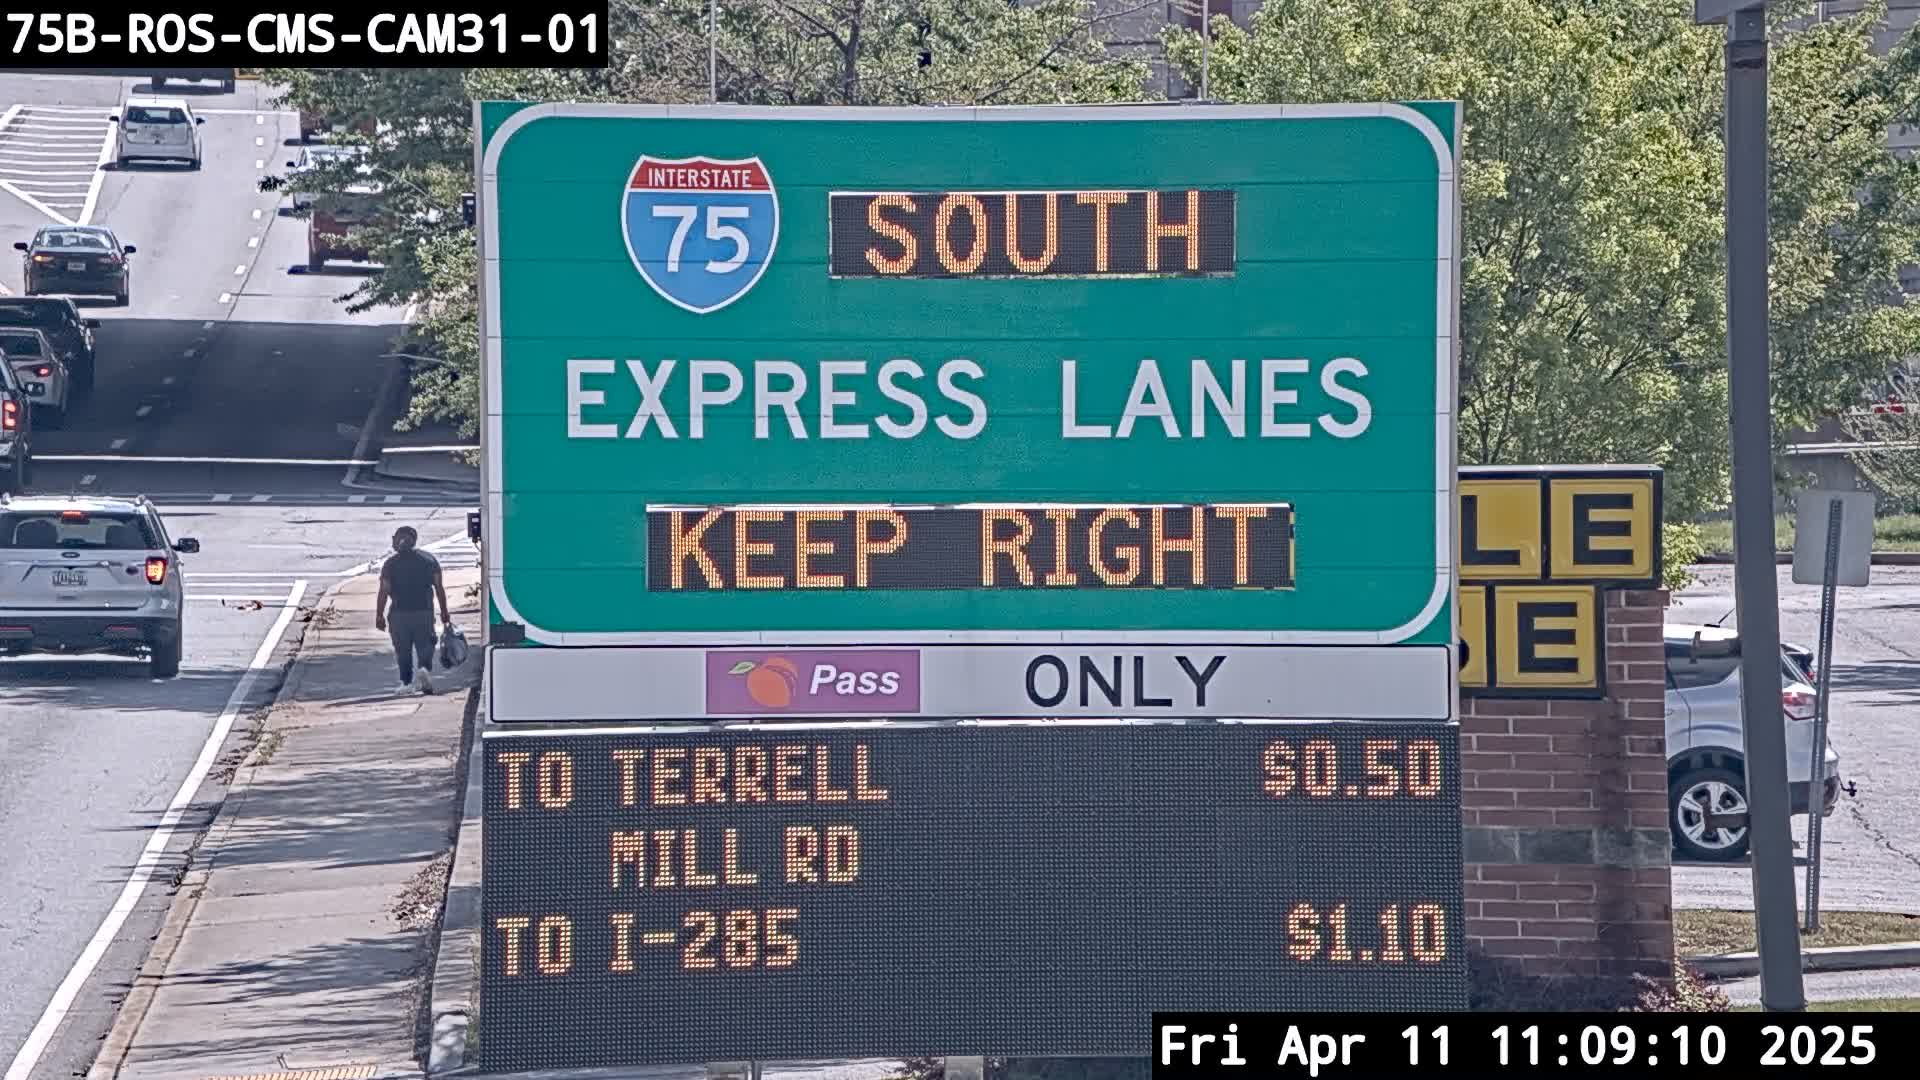 75B-ROS-CMS-CAM31-01
INTERSTATE
75
SOUTH
EXPRESS LANES
KEEP RIGHT
Pass ONLY
TO TERRELL $0.50
MILL RD
TO I-285 $1.10
LE
E
Fri Apr 11 11:09:10 2025